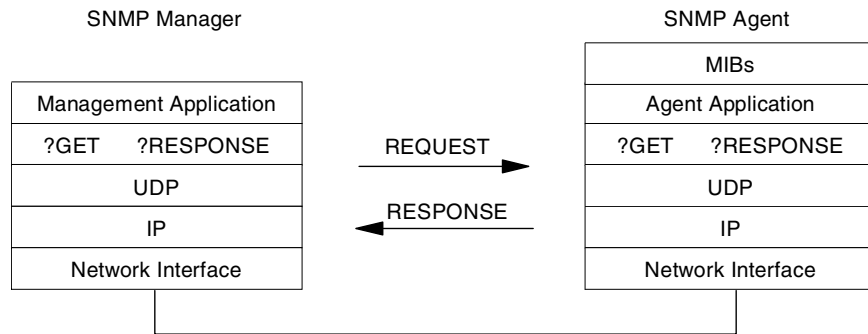 SNMP Manager
SNMP Agent
MIBs
Management Application
Agent Application
?GET ?RESPONSE
REQUEST
?GET ?RESPONSE
UDP
UDP
RESPONSE
IP
IP
Network Interface
Network Interface